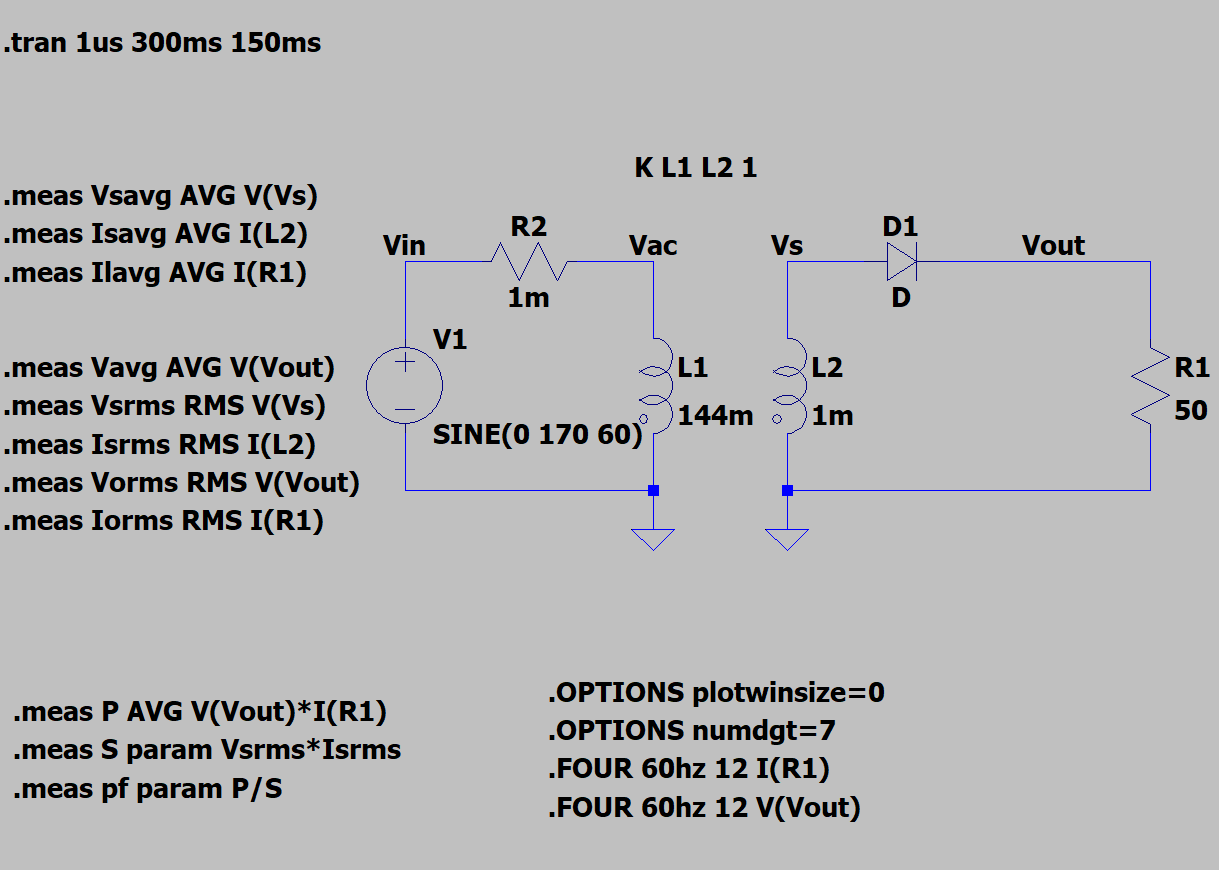 .tran 1us 300ms 150ms
K L1 L2 1
.meas Vsavg AVG V(Vs)
.meas Isavg AVG I(L2)
.meas Ilavg AVG I(R1)
Vin
R2
1m
Vac
Vs
D1
D
Vout
V1
SINE(0 170 60)
L1
144m
L2
1m
R1
50
.meas Vavg AVG V(Vout)
.meas Vsrms RMS V(Vs)
.meas Isrms RMS I(L2)
.meas Vorms RMS V(Vout)
.meas Iorms RMS I(R1)
.meas P AVG V(Vout)*I(R1)
.meas S param Vsrms*Isrms
.meas pf param P/S
.OPTIONS plotwinsize=0
.OPTIONS numdgt=7
.FOUR 60hz 12 I(R1)
.FOUR 60hz 12 V(Vout)